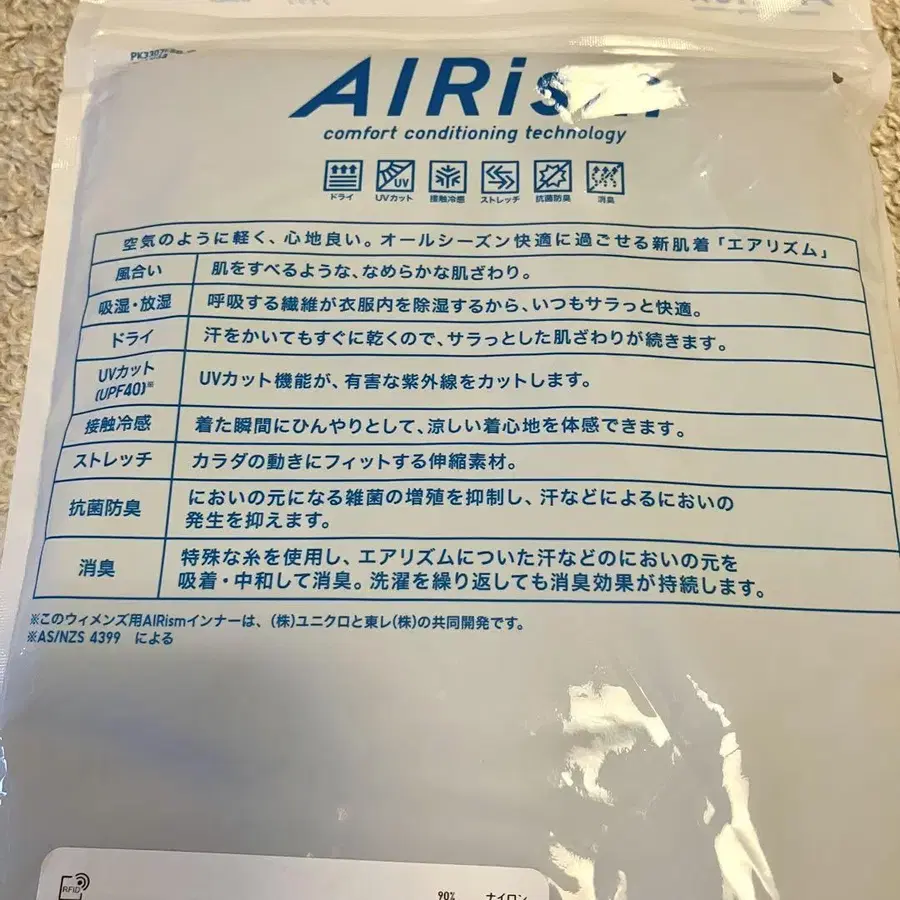 AIRism
comfort conditioning technology
ドライ UVカット 接触冷感 ストレッチ 抗菌防臭 消臭
空気のように軽く、心地良い。オールシーズン快適に過ごせる新肌着「エアリズム」
風合い 肌をすべるような、なめらかな肌ざわり。
吸湿・放湿 呼吸する繊維が衣服内を除湿するから、いつもサラっと快適。
ドライ 汗をかいてもすぐに乾くので、サラっとした肌ざわりが続きます。
UVカット
(UPF40)※ UVカット機能が、有害な紫外線をカットします。
接触冷感 着た瞬間にひんやりとして、涼しい着心地を体感できます。
ストレッチ カラダの動きにフィットする伸縮素材。
抗菌防臭 においの元になる雑菌の増殖を抑制し、汗などによるにおいの
発生を抑えます。
消臭 特殊な糸を使用し、エアリズムについた汗などのにおいの元を
吸着・中和して消臭。洗濯を繰り返しても消臭効果が持続します。
※このウィメンズ用AIRismインナーは、(株)ユニクロと東レ(株)の共同開発です。
※AS/NZS 4399 による
RFID 90% ナイロン